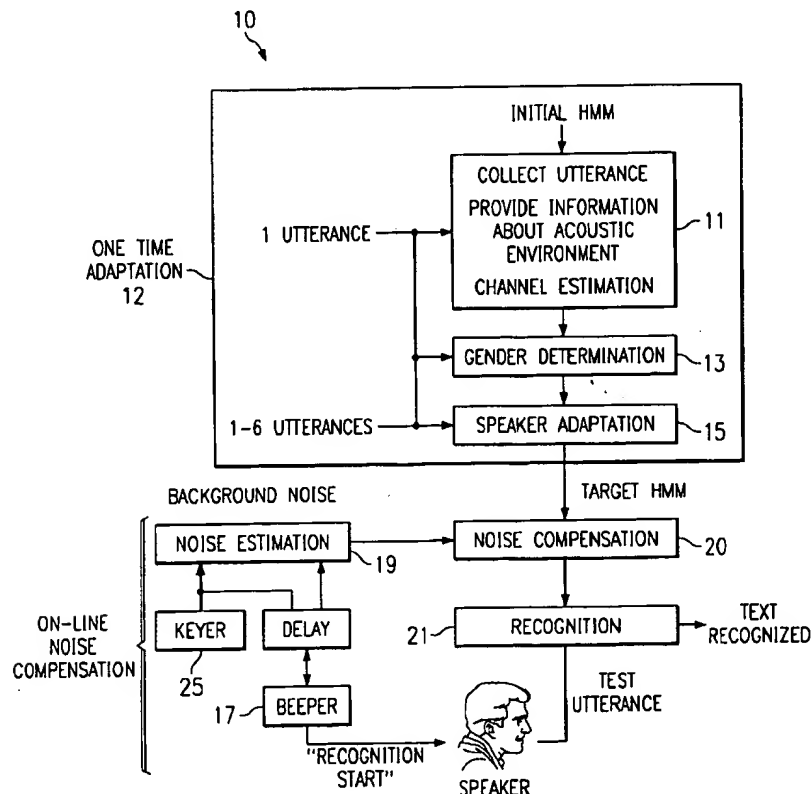 10
INITIAL HMM
COLLECT UTTERANCE
PROVIDE INFORMATION
ABOUT ACOUSTIC
ENVIRONMENT
CHANNEL ESTIMATION
11
1 UTTERANCE
ONE TIME
ADAPTATION
12
GENDER DETERMINATION
13
1-6 UTTERANCES
SPEAKER ADAPTATION
15
BACKGROUND NOISE
TARGET HMM
NOISE ESTIMATION
19
NOISE COMPENSATION
20
ON-LINE
NOISE
COMPENSATION
KEYER
25
DELAY
21
RECOGNITION
TEXT
RECOGNIZED
17
BEEPER
TEST
UTTERANCE
"RECOGNITION
START"
SPEAKER